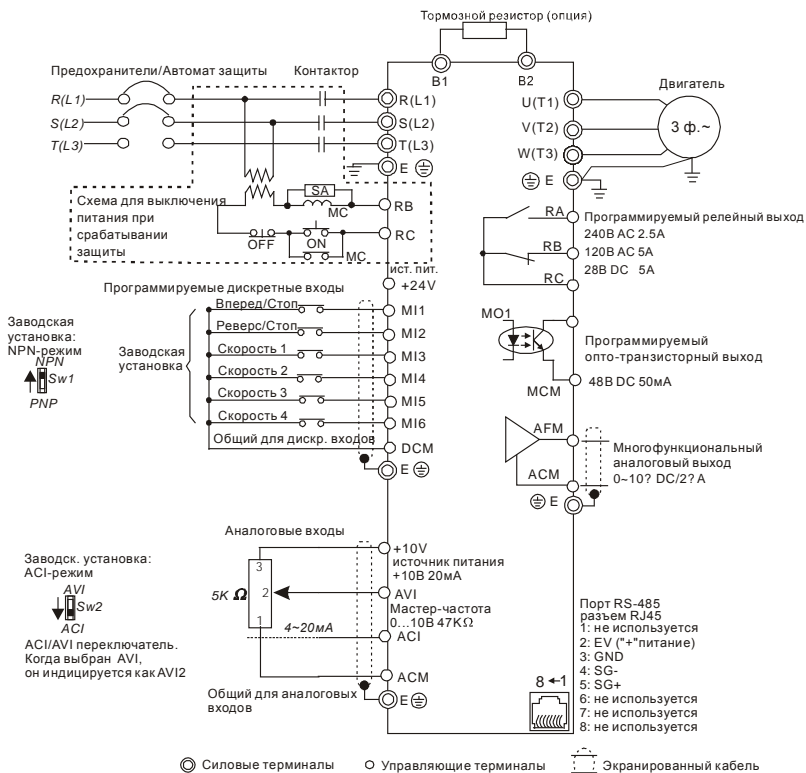 Тормозной резистор (опция)
B1
B2
Предохранители/Автомат защиты
Контактор
R(L1)
S(L2)
T(L3)
R(L1)
S(L2)
T(L3)
E
Двигатель
U(T1)
V(T2)
W(T3)
3 ф.~
E
Схема для выключения
питания при
срабатывании
защиты
SA
MC
OFF
ON
MC
RB
RC
RA
RB
RC
Программируемый релейный выход
240В AC 2.5A
120В AC 5A
28В DC 5A
ист. пит.
+24V
Программируемые дискретные входы
Вперед/Стоп
MI1
Реверс/Стоп
MI2
Скорость 1
MI3
Скорость 2
MI4
Скорость 3
MI5
Скорость 4
MI6
Общий для дискр. входов
DCM
E
Заводская
установка
Заводская
установка:
NPN-режим
NPN
Sw1
PNP
MO1
MCM
Программируемый
опто-транзисторный выход
48В DC 50мА
AFM
ACM
E
Многофункциональный
аналоговый выход
0~10? DC/2? A
Аналоговые входы
+10V
источник питания
+10В 20мА
3
2
1
5K Ω
AVI
Мастер-частота
0...10В 47KΩ
4~20мА
ACI
ACM
Общий для аналоговых
входов
E
Заводск. установка:
ACI-режим
AVI
Sw2
ACI
ACI/AVI переключатель.
Когда выбран AVI,
он индицируется как AVI2
8 ←1
Порт RS-485
разъем RJ45
1: не используется
2: EV ("+"питание)
3: GND
4: SG-
5: SG+
6: не используется
7: не используется
8: не используется
Силовые терминалы
Управляющие терминалы
Экранированный кабель